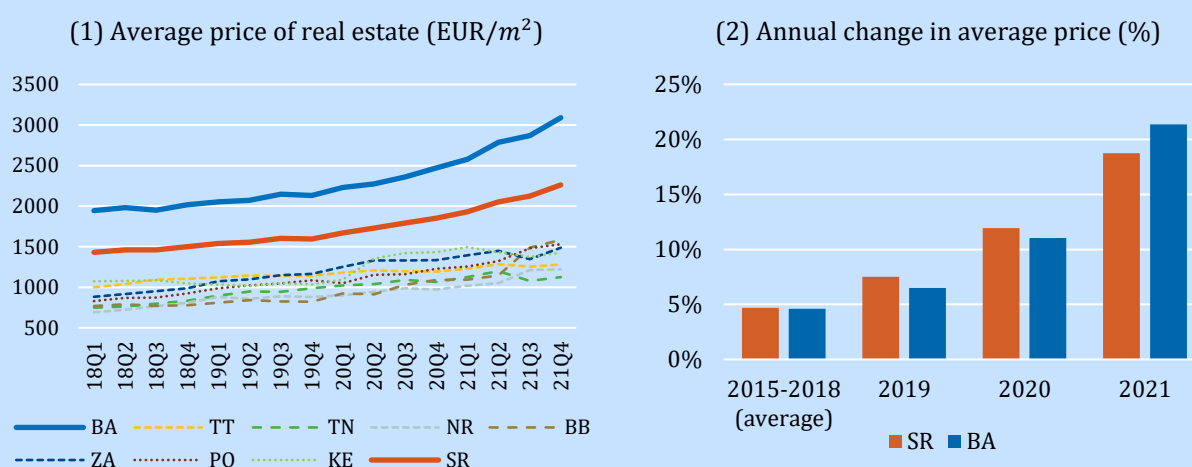 (1) Average price of real estate (EUR/m²)
3500
3000
2500
2000
1500
1000
500
18Q1
18Q2
18Q3
18Q4
19Q1
19Q2
19Q3
19Q4
20Q1
20Q2
20Q3
20Q4
21Q1
21Q2
21Q3
21Q4
BA TT TN NR BB
ZA PO KE SR
(2) Annual change in average price (%)
25%
20%
15%
10%
5%
0%
2015-2018 2019 2020 2021
(average)
SR BA